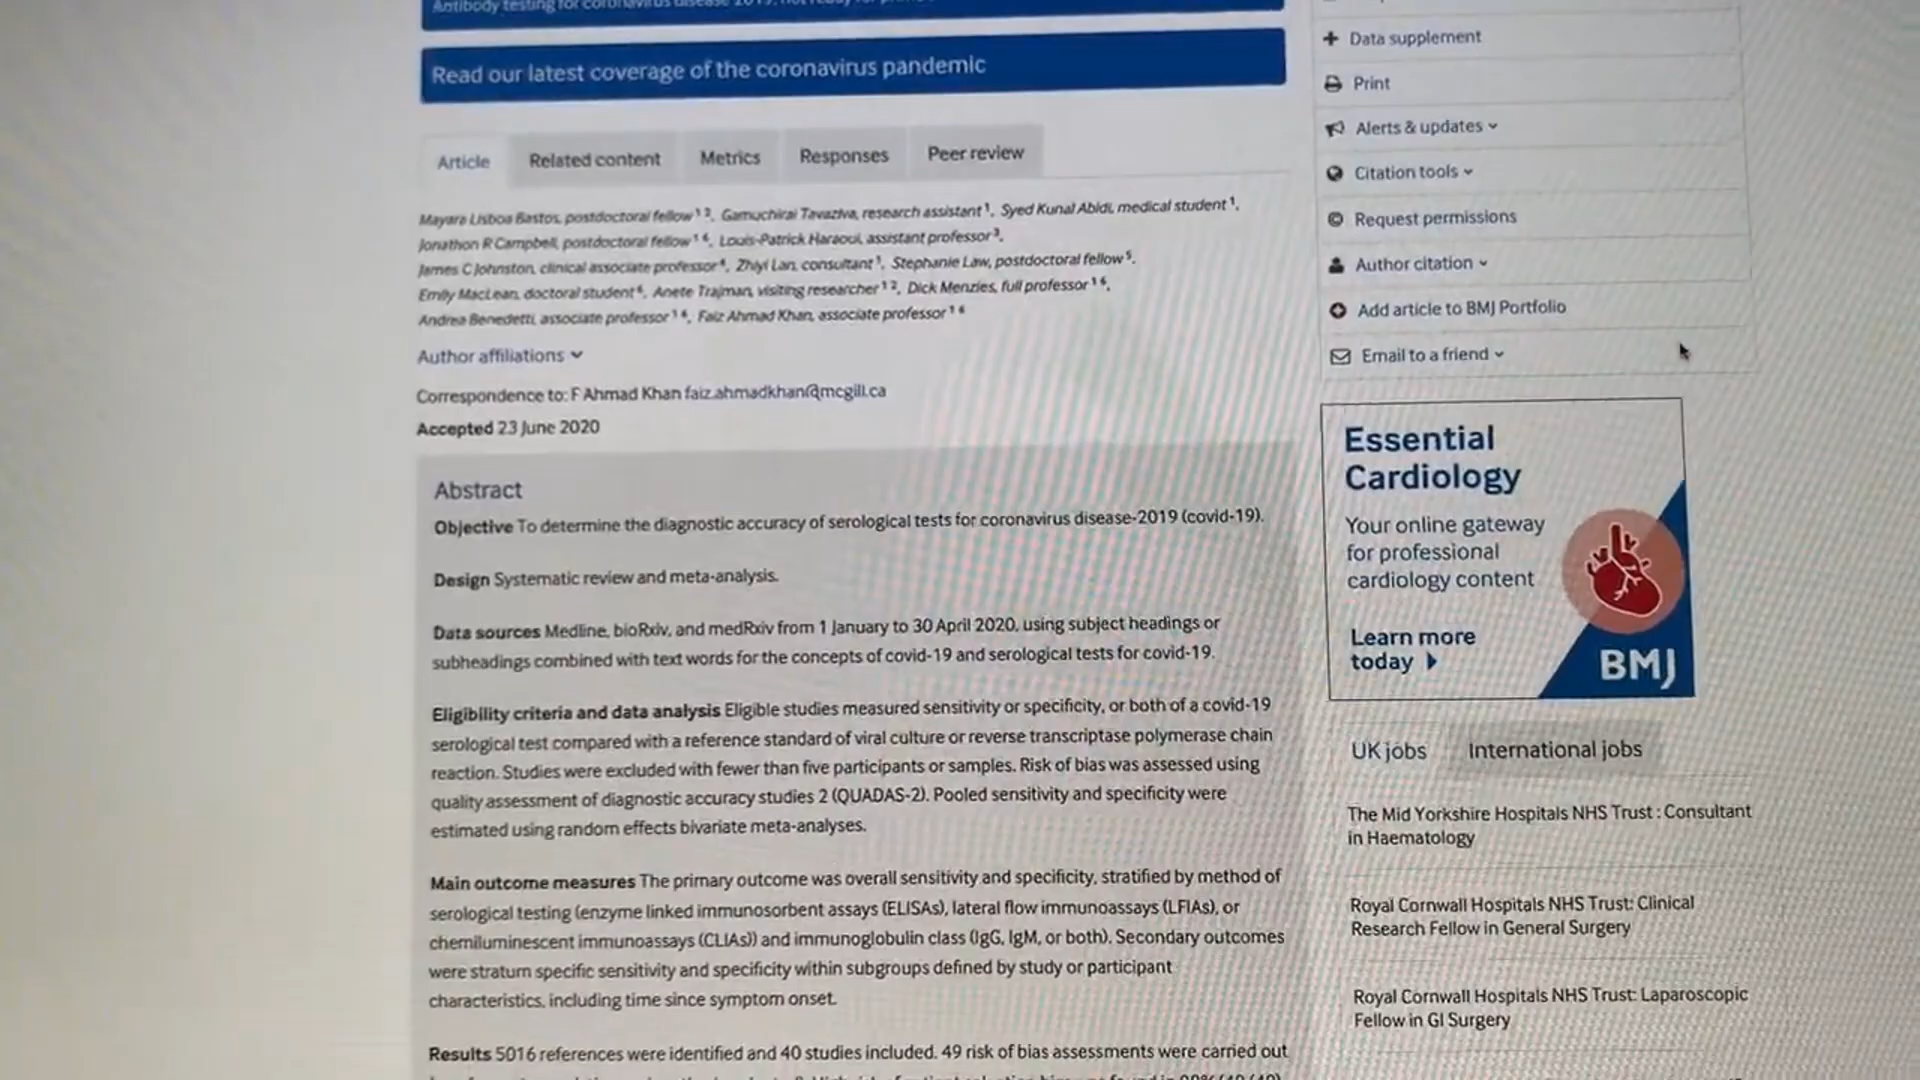 Antibody testing for coronavirus disease 2019: not ready for
Read our latest coverage of the coronavirus pandemic
Article
Related content
Metrics
Responses
Peer review
Mayara Lisboa Bastos, postdoctoral fellow 1 2, Gamuchirai Tavaziva, research assistant 1, Syed Kunal Abidi, medical student 1,
Jonathon R Campbell, postdoctoral fellow 1 6, Louis-Patrick Haraoui, assistant professor 3,
James C Johnston, clinical associate professor 4, Zhiyi Lan, consultant 1, Stephanie Law, postdoctoral fellow 5,
Emily MacLean, doctoral student 6, Anete Trajman, visiting researcher 1 2, Dick Menzies, full professor 1 6,
Andrea Benedetti, associate professor 1 6, Faiz Ahmad Khan, associate professor 1 6
Author affiliations
Correspondence to: F Ahmad Khan faiz.ahmadkhan@mcgill.ca
Accepted 23 June 2020
Abstract
Objective To determine the diagnostic accuracy of serological tests for coronavirus disease-2019 (covid-19).
Design Systematic review and meta-analysis.
Data sources Medline, bioRxiv, and medRxiv from 1 January to 30 April 2020, using subject headings or
subheadings combined with text words for the concepts of covid-19 and serological tests for covid-19.
Eligibility criteria and data analysis Eligible studies measured sensitivity or specificity, or both of a covid-19
serological test compared with a reference standard of viral culture or reverse transcriptase polymerase chain
reaction. Studies were excluded with fewer than five participants or samples. Risk of bias was assessed using
quality assessment of diagnostic accuracy studies 2 (QUADAS-2). Pooled sensitivity and specificity were
estimated using random effects bivariate meta-analyses.
Main outcome measures The primary outcome was overall sensitivity and specificity, stratified by method of
serological testing (enzyme linked immunosorbent assays (ELISAs), lateral flow immunoassays (LFIAs), or
chemiluminescent immunoassays (CLIAs)) and immunoglobulin class (IgG, IgM, or both). Secondary outcomes
were stratum specific sensitivity and specificity within subgroups defined by study or participant
characteristics, including time since symptom onset.
Results 5016 references were identified and 40 studies included. 49 risk of bias assessments were carried out
Data supplement
Print
Alerts & updates
Citation tools
Request permissions
Author citation
Add article to BMJ Portfolio
Email to a friend
Essential
Cardiology
Your online gateway
for professional
cardiology content
Learn more
today
BMJ
UK jobs
International jobs
The Mid Yorkshire Hospitals NHS Trust : Consultant
in Haematology
Royal Cornwall Hospitals NHS Trust: Clinical
Research Fellow in General Surgery
Royal Cornwall Hospitals NHS Trust: Laparoscopic
Fellow in GI Surgery